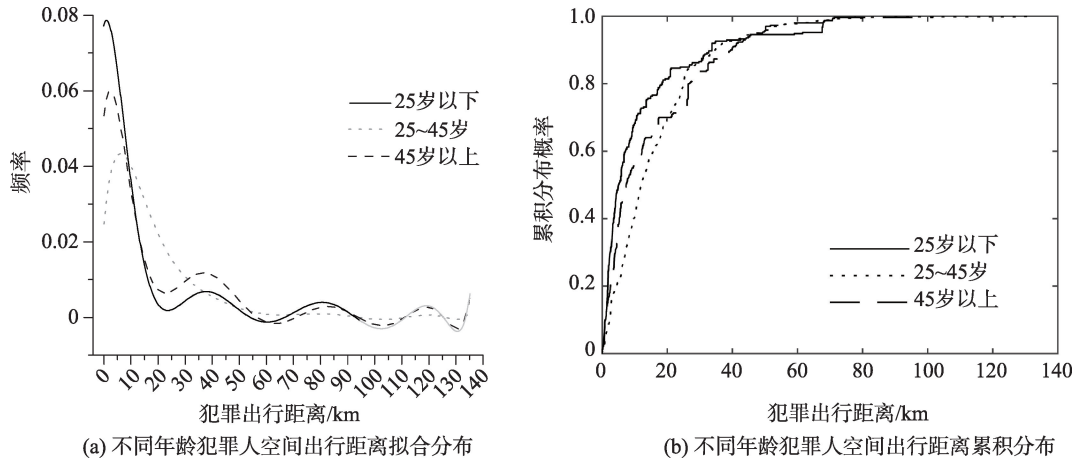 0.08
0.06
0.04
0.02
0
频率
25岁以下
25~45岁
45岁以上
0 10 20 30 40 50 60 70 80 90 100 110 120 130 140
犯罪出行距离/km
(a) 不同年龄犯罪人空间出行距离拟合分布
1.0
0.8
0.6
0.4
0.2
0
累积分布概率
25岁以下
25~45岁
45岁以上
0 20 40 60 80 100 120 140
犯罪出行距离/km
(b) 不同年龄犯罪人空间出行距离累积分布